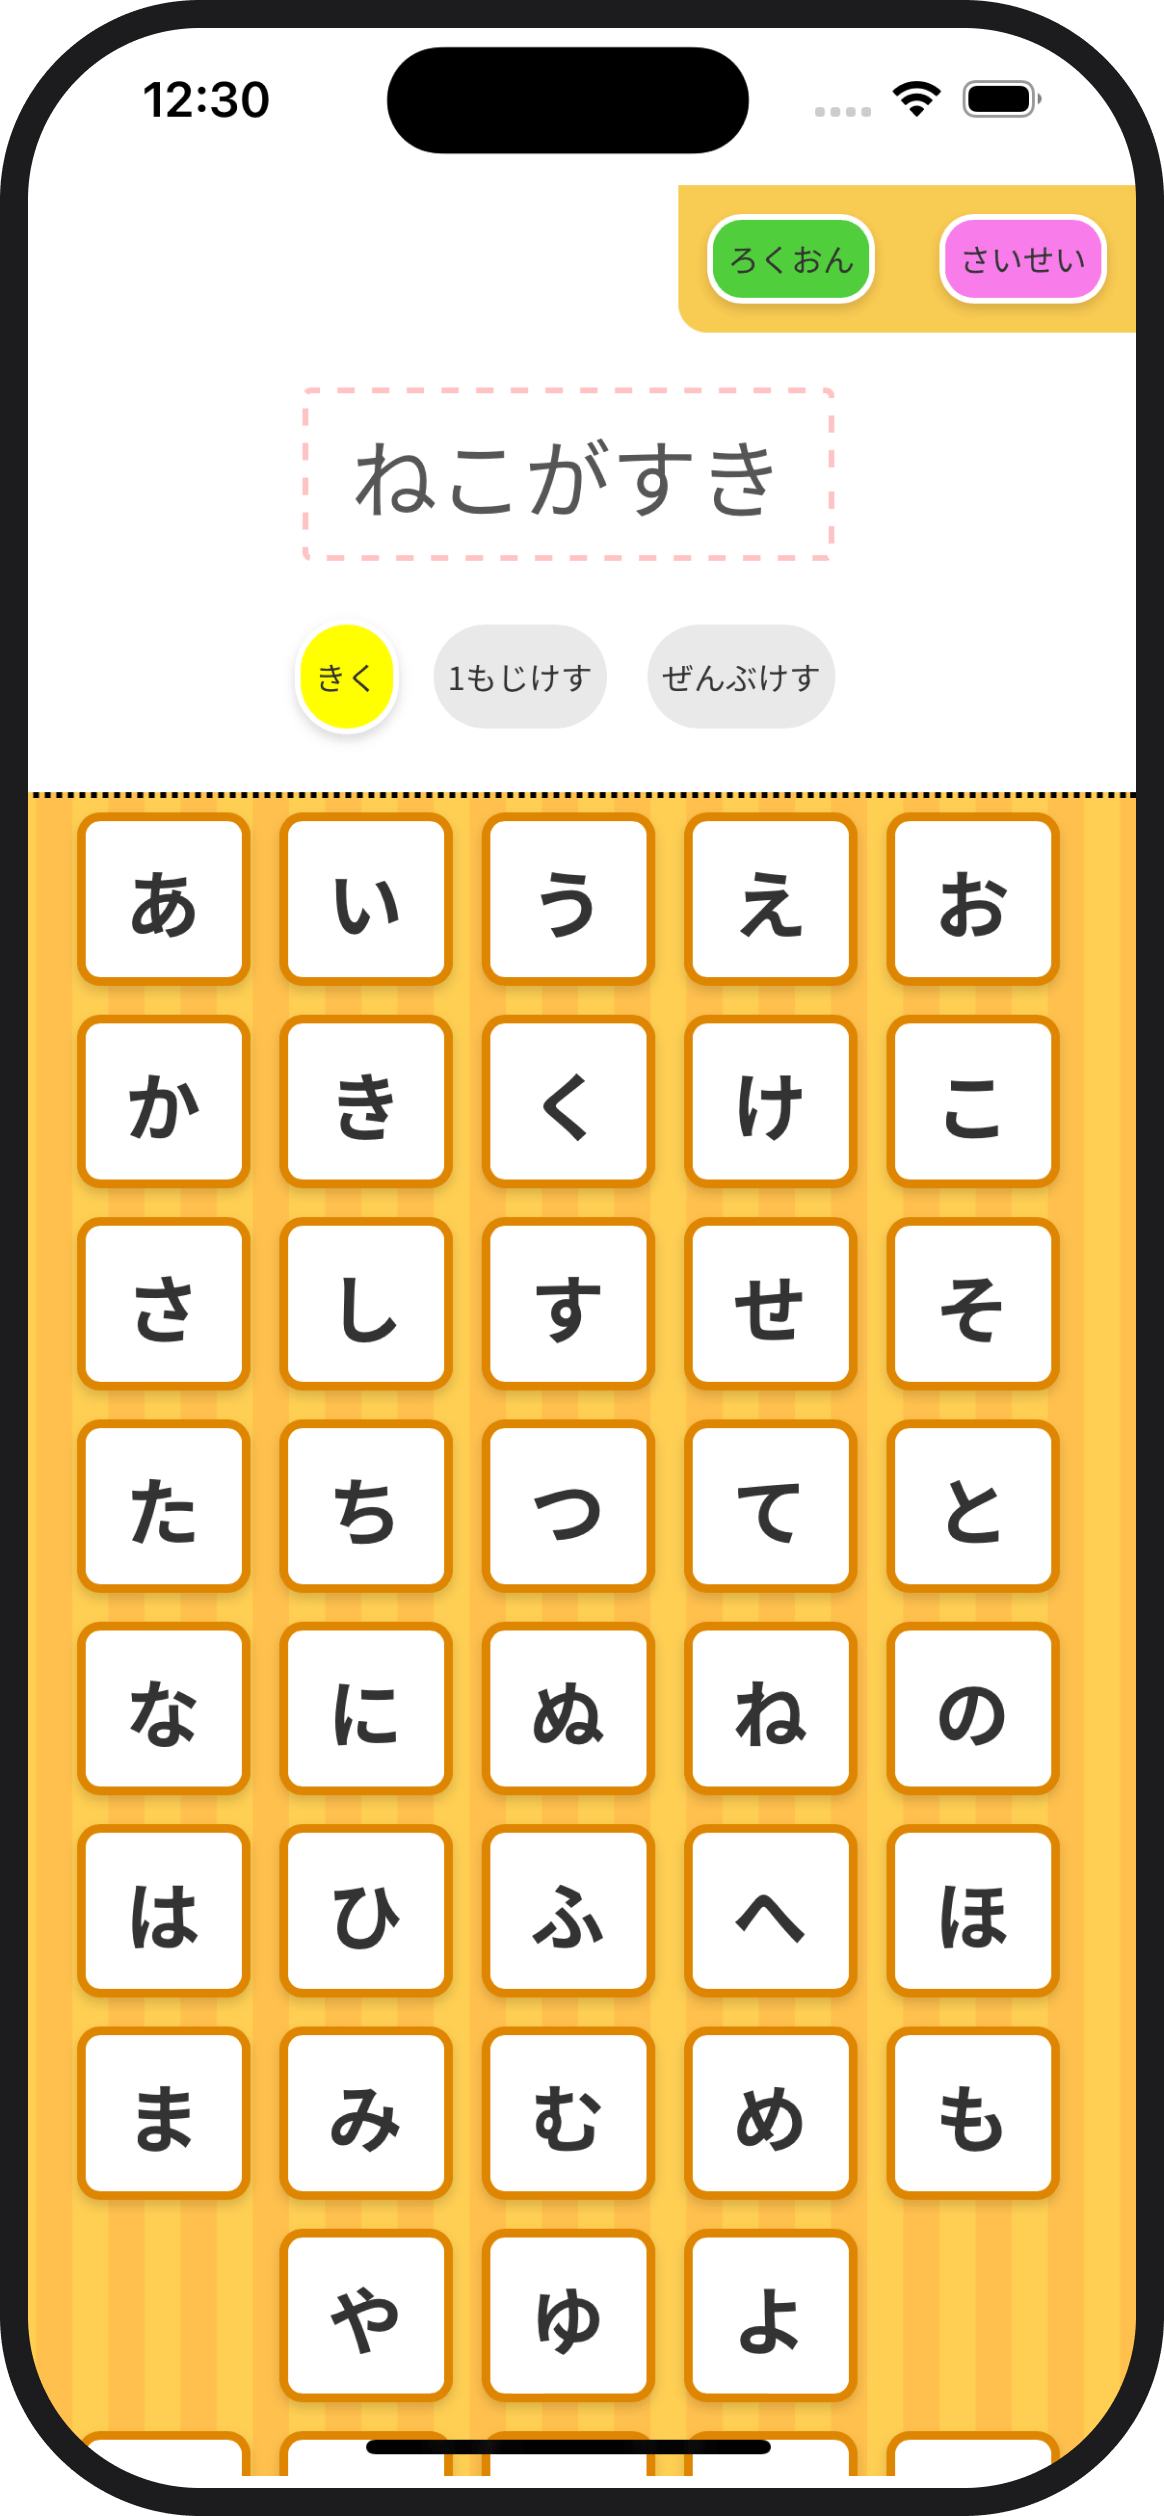 12:30
ろくおん さいせい
ねこがすき
きく 1もじけす ぜんぶけす
あ い う え お
か き く け こ
さ し す せ そ
た ち つ て と
な に ぬ ね の
は ひ ふ へ ほ
ま み む め も
や ゆ よ